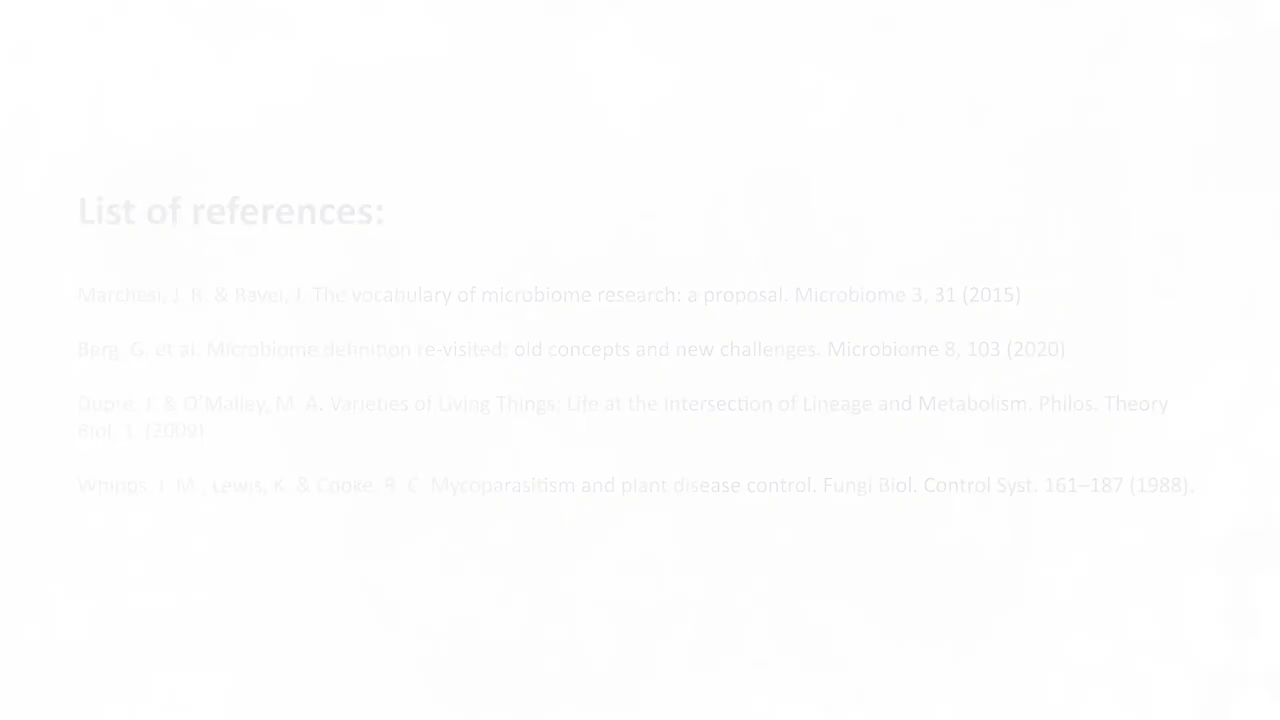 List of references:
Marchesi, J. R. & Ravel, J. The vocabulary of microbiome research: a proposal. Microbiome 3, 31 (2015)
Berg, G. et al. Microbiome definition re-visited: old concepts and new challenges. Microbiome 8, 103 (2020)
Dupré, J. & O'Malley, M. A. Varieties of Living Things: Life at the Intersection of Lineage and Metabolism. Philos. Theory
Biol. 1, (2009)
Whipps, J. M., Lewis, K. & Cooke, R. C. Mycoparasitism and plant disease control. Fungi Biol. Control Syst. 161–187 (1988).